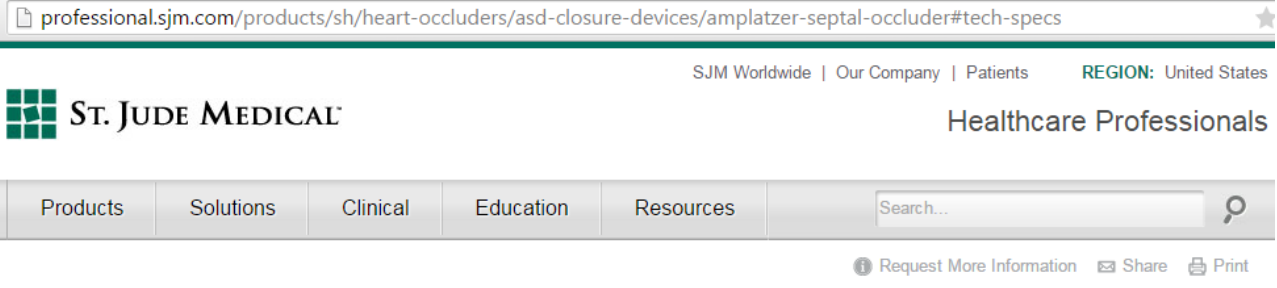 professional.sjm.com/products/sh/heart-occluders/asd-closure-devices/amplatzer-septal-occluder#tech-specs
SJM Worldwide | Our Company | Patients REGION: United States
ST. JUDE MEDICAL™
Healthcare Professionals
Products Solutions Clinical Education Resources Search...
Request More Information Share Print